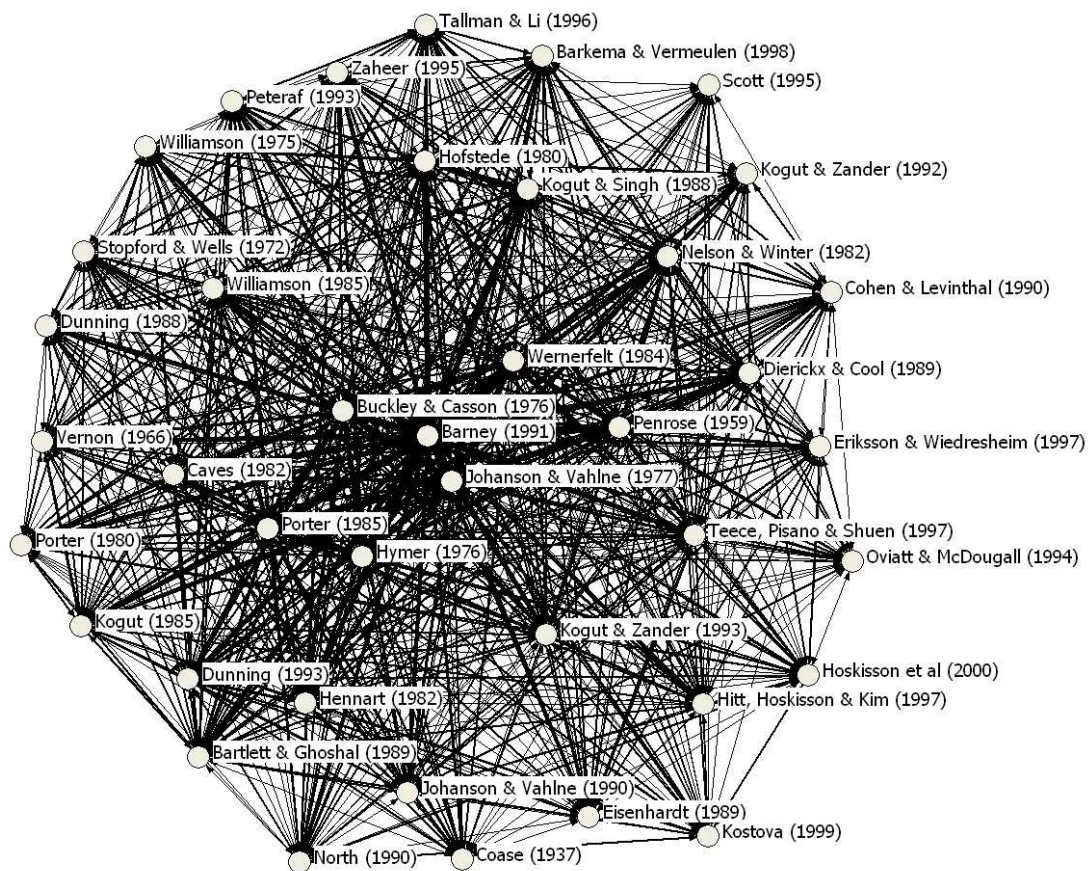 Tallman & Li (1996)
Barkema & Vermeulen (1998)
Zaheer (1995)
Scott (1995)
Peteraf (1993)
Williamson (1975)
Hofstede (1980)
Kogut & Zander (1992)
Kogut & Singh (1988)
Stopford & Wells (1972)
Nelson & Winter (1982)
Williamson (1985)
Cohen & Levinthal (1990)
Dunning (1988)
Wernerfelt (1984)
Dierickx & Cool (1989)
Buckley & Casson (1976)
Penrose (1959)
Barney (1991)
Vernon (1966)
Eriksson & Wiedresheim (1997)
Caves (1982)
Johanson & Vahlne (1977)
Porter (1985)
Teece, Pisano & Shuen (1997)
Porter (1980)
Hymer (1976)
Oviatt & McDougall (1994)
Kogut (1985)
Kogut & Zander (1993)
Dunning (1993)
Hoskisson et al (2000)
Hennart (1982)
Hitt, Hoskisson & Kim (1997)
Bartlett & Ghoshal (1989)
Johanson & Vahlne (1990)
Eisenhardt (1989)
Kostova (1999)
North (1990)
Coase (1937)